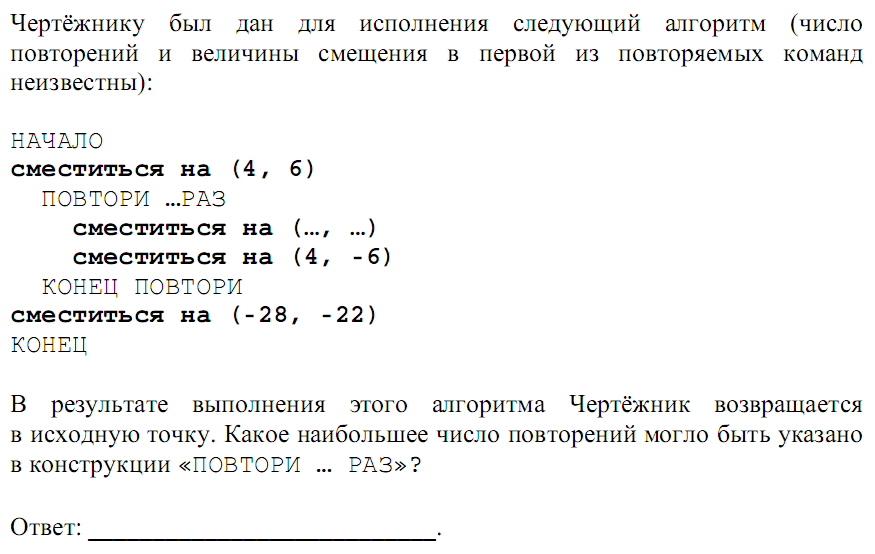 Чертёжнику был дан для исполнения следующий алгоритм (число
повторений и величины смещения в первой из повторяемых команд
неизвестны):
НАЧАЛО
сместиться на (4, 6)
ПОВТОРИ …РАЗ
сместиться на (…, …)
сместиться на (4, -6)
КОНЕЦ ПОВТОРИ
сместиться на (-28, -22)
КОНЕЦ
В результате выполнения этого алгоритма Чертёжник возвращается
в исходную точку. Какое наибольшее число повторений могло быть указано
в конструкции «ПОВТОРИ … РАЗ»?
Ответ: ___________________________.